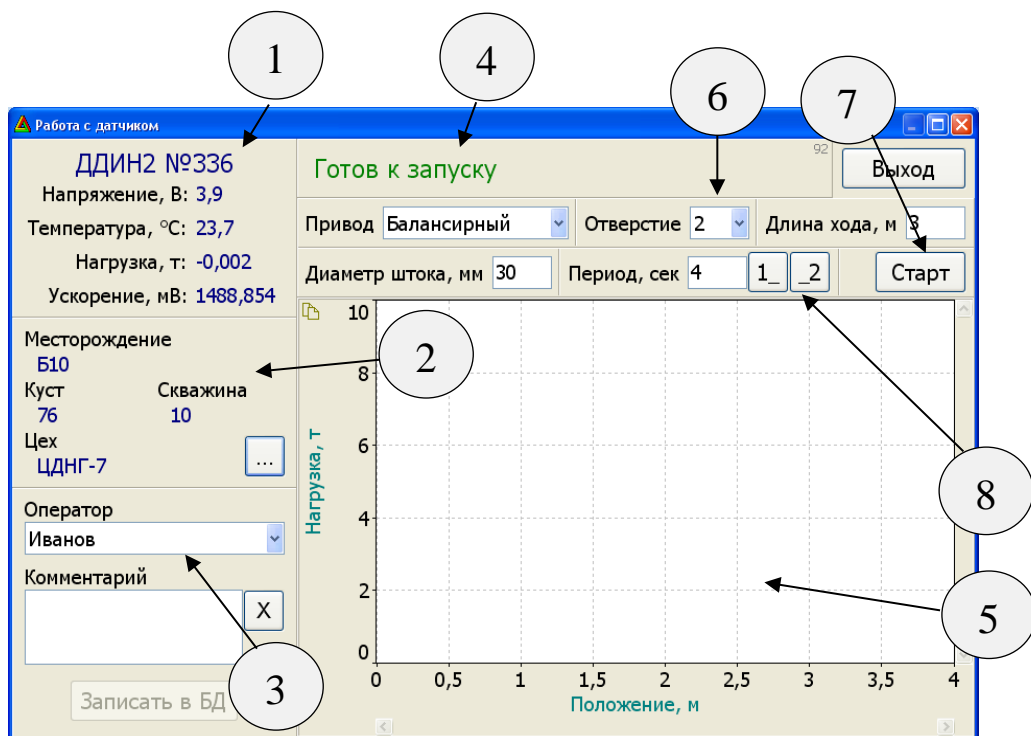 1
4
6
7
Работа с датчиком
ДДИН2 №336
Напряжение, В: 3,9
Температура, °C: 23,7
Нагрузка, т: -0,002
Ускорение, мВ: 1488,854
Готов к запуску
92
Выход
Привод Балансирный Отверстие 2 Длина хода, м 3
Диаметр штока, мм 30 Период, сек 4 1_ _2 Старт
Месторождение
Б10
Куст Скважина
76 10
Цех
ЦДНГ-7
...
2
Оператор
Иванов
Комментарий
X
3
Записать в БД
10
8
6
4
2
0
Нагрузка, т
0 0,5 1 1,5 2 2,5 3 3,5 4
Положение, м
8
5